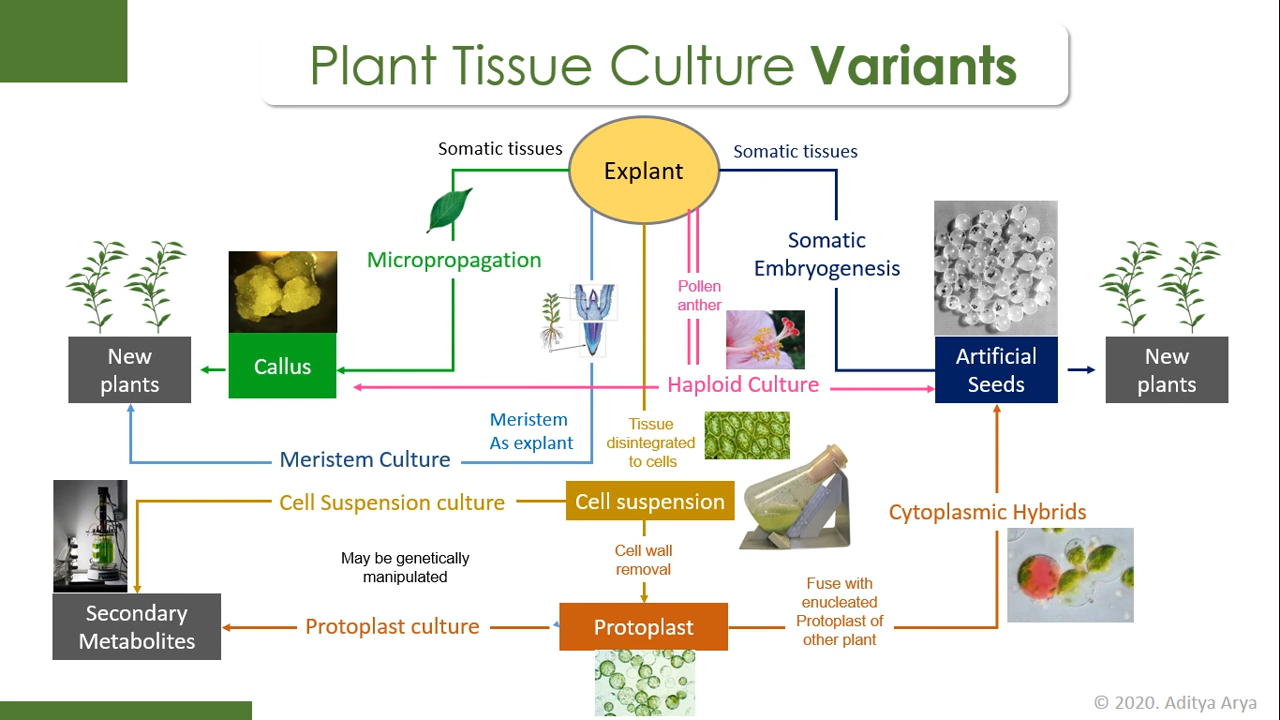 Plant Tissue Culture Variants
Somatic tissues
Explant
Somatic tissues
Micropropagation
Somatic
Embryogenesis
Pollen
anther
New
plants
Callus
Haploid Culture
Artificial
Seeds
New
plants
Meristem
As explant
Tissue
disintegrated
to cells
Meristem Culture
Cell Suspension culture
Cell suspension
Cytoplasmic Hybrids
May be genetically
manipulated
Cell wall
removal
Fuse with
enucleated
Protoplast of
other plant
Secondary
Metabolites
Protoplast culture
Protoplast
© 2020. Aditya Arya